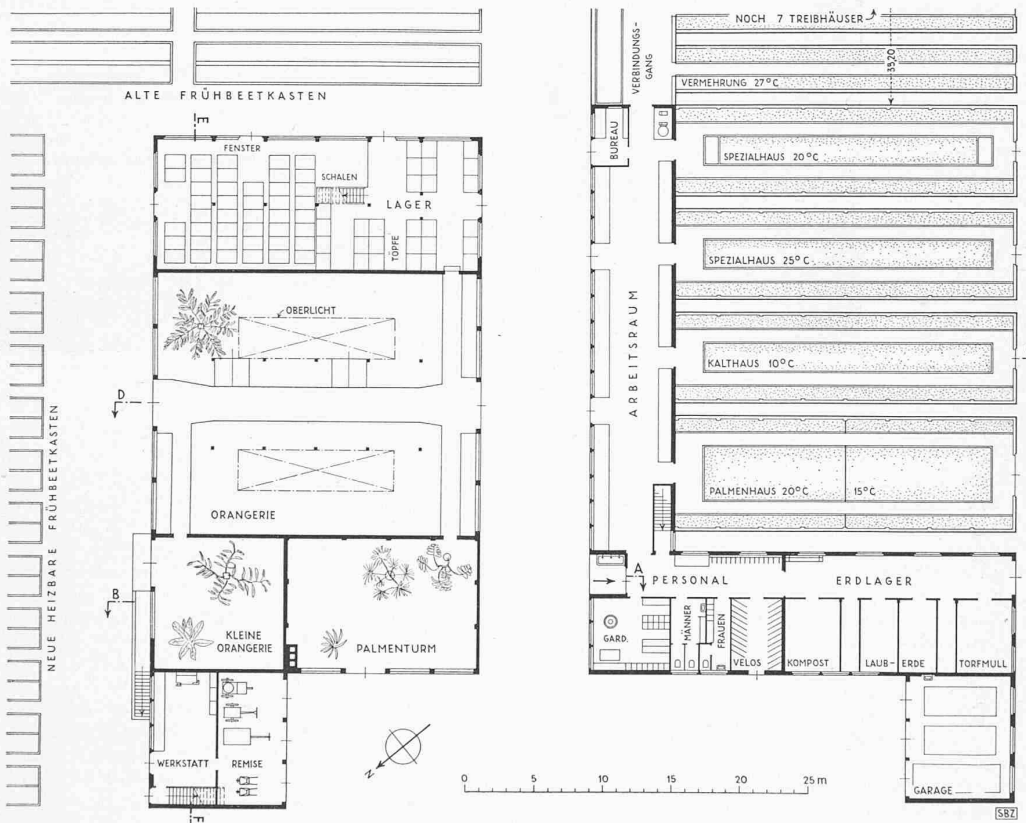 NOCH 7 TREIBHÄUSER
VERBINDUNGS-
GANG
VERMEHRUNG 27°C
ALTE FRÜHBEETKASTEN
E
FENSTER
SCHALEN
LAGER
TÖPFE
BUREAU
SPEZIALHAUS 20°C
SPEZIALHAUS 25°C
OBERLICHT
ARBEITSRAUM
KALTHAUS 10°C
D
NEUE HEIZBARE FRÜHBEETKASTEN
PALMENHAUS 20°C
15°C
ORANGERIE
B
A
PERSONAL
ERDLAGER
KLEINE
ORANGERIE
PALMENTURM
GARD.
MÄNNER
FRAUEN
VELOS
KOMPOST
LAUB-
ERDE
TORFMULL
WERKSTATT
REMISE
N
0 5 10 15 20 25 m
GARAGE
SBZ